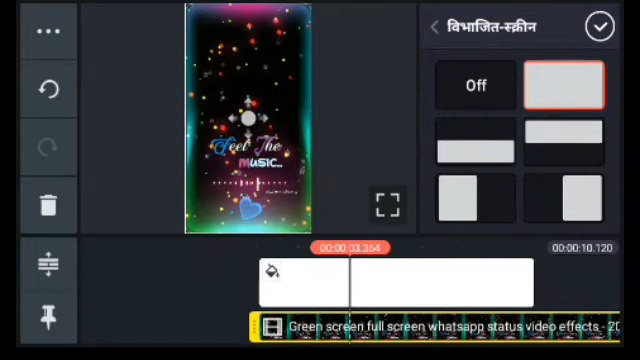 विभाजित-स्क्रीन
Off
Feel The
MUSIC...
00:00:03.364
00:00:10.120
Green screen full screen whatsapp status video effects - 20